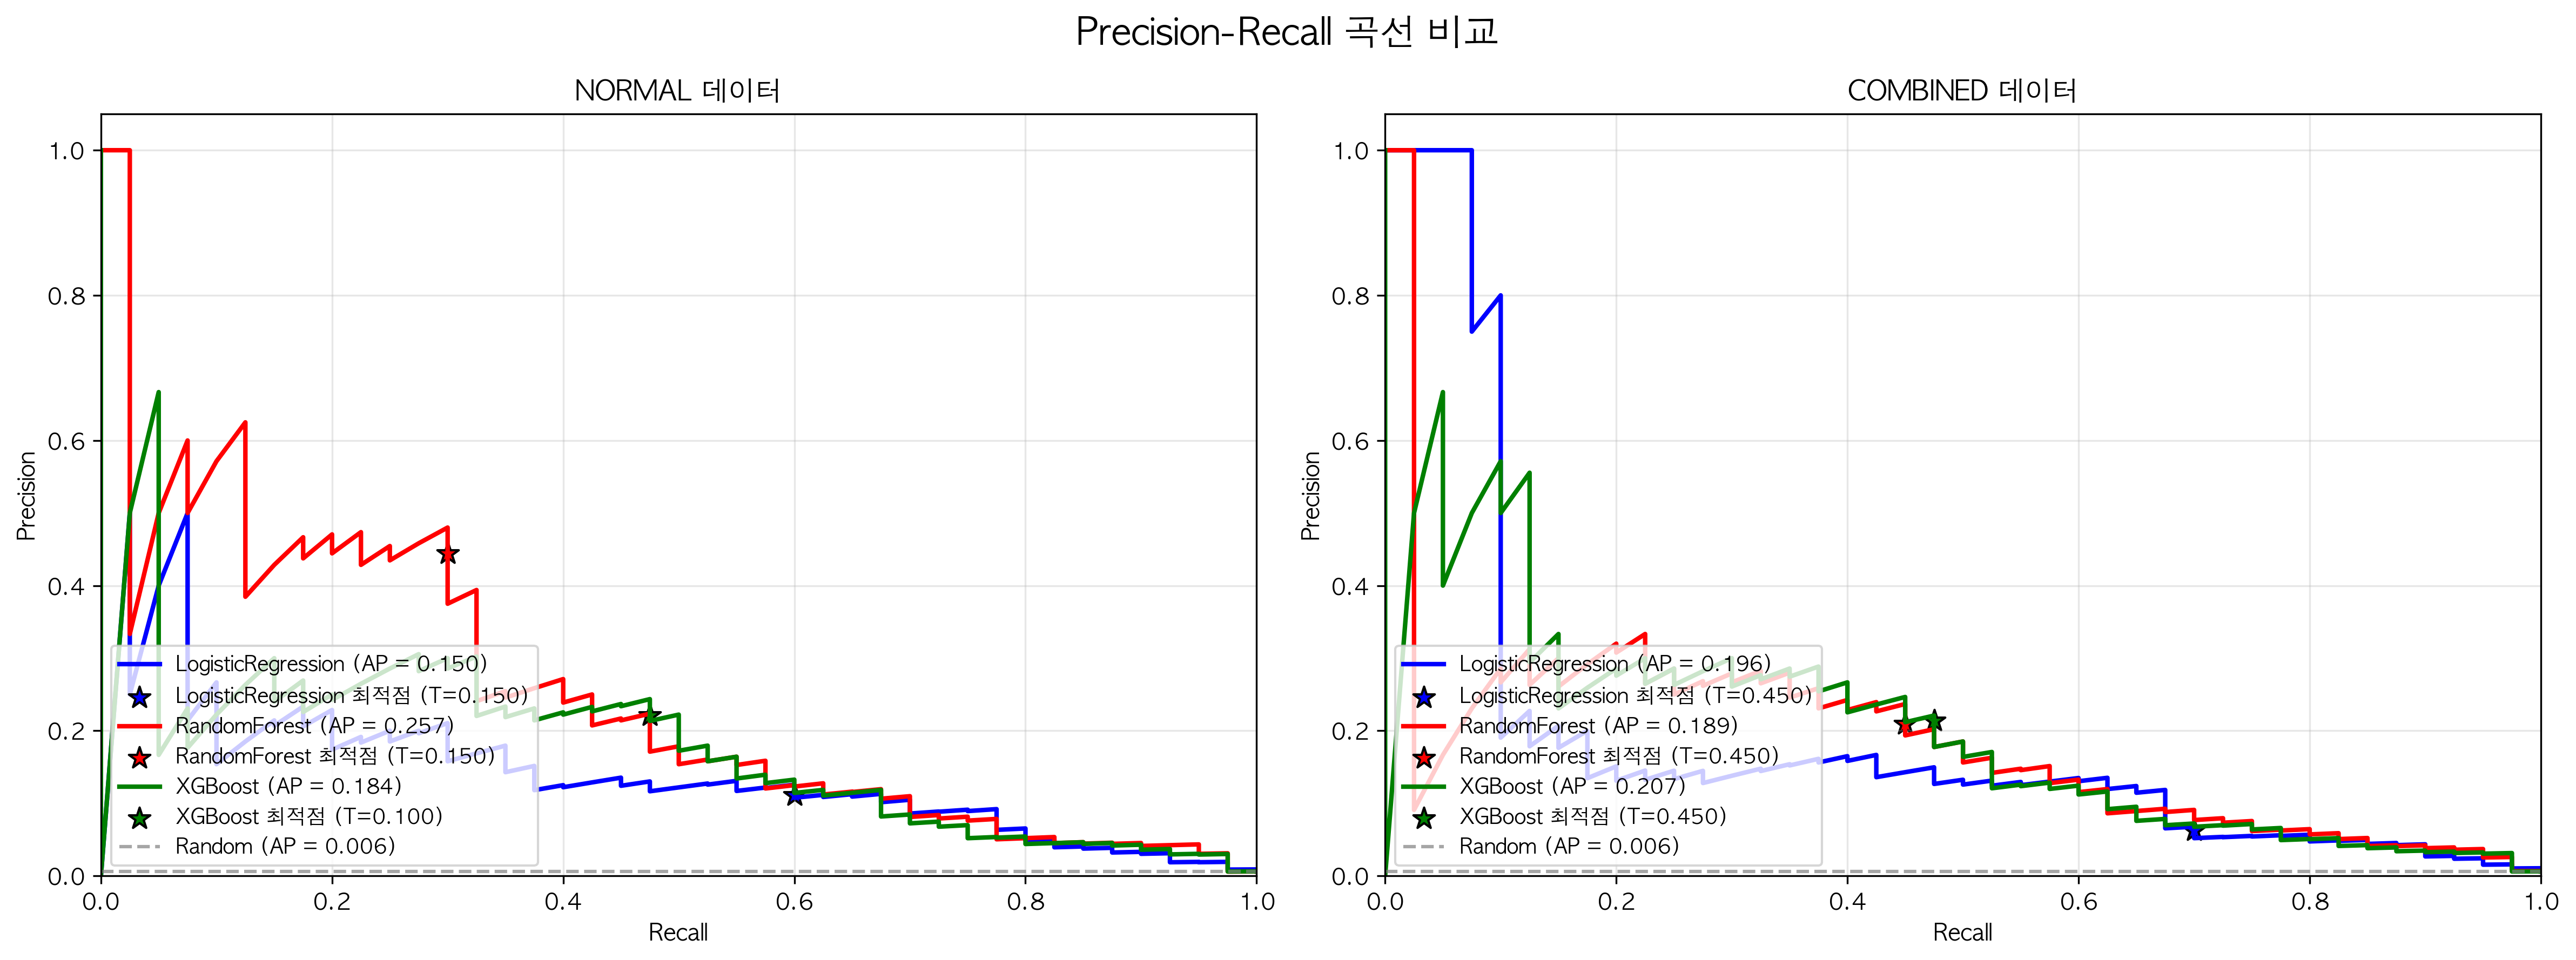 Precision-Recall 곡선 비교
NORMAL 데이터
1.0
0.8
0.6
0.4
0.2
0.0
Precision
LogisticRegression (AP = 0.150)
LogisticRegression 최적점 (T=0.150)
RandomForest (AP = 0.257)
RandomForest 최적점 (T=0.150)
XGBoost (AP = 0.184)
XGBoost 최적점 (T=0.100)
Random (AP = 0.006)
0.0 0.2 0.4 0.6 0.8 1.0
Recall
COMBINED 데이터
1.0
0.8
0.6
0.4
0.2
0.0
Precision
LogisticRegression (AP = 0.196)
LogisticRegression 최적점 (T=0.450)
RandomForest (AP = 0.189)
RandomForest 최적점 (T=0.450)
XGBoost (AP = 0.207)
XGBoost 최적점 (T=0.450)
Random (AP = 0.006)
0.0 0.2 0.4 0.6 0.8 1.0
Recall